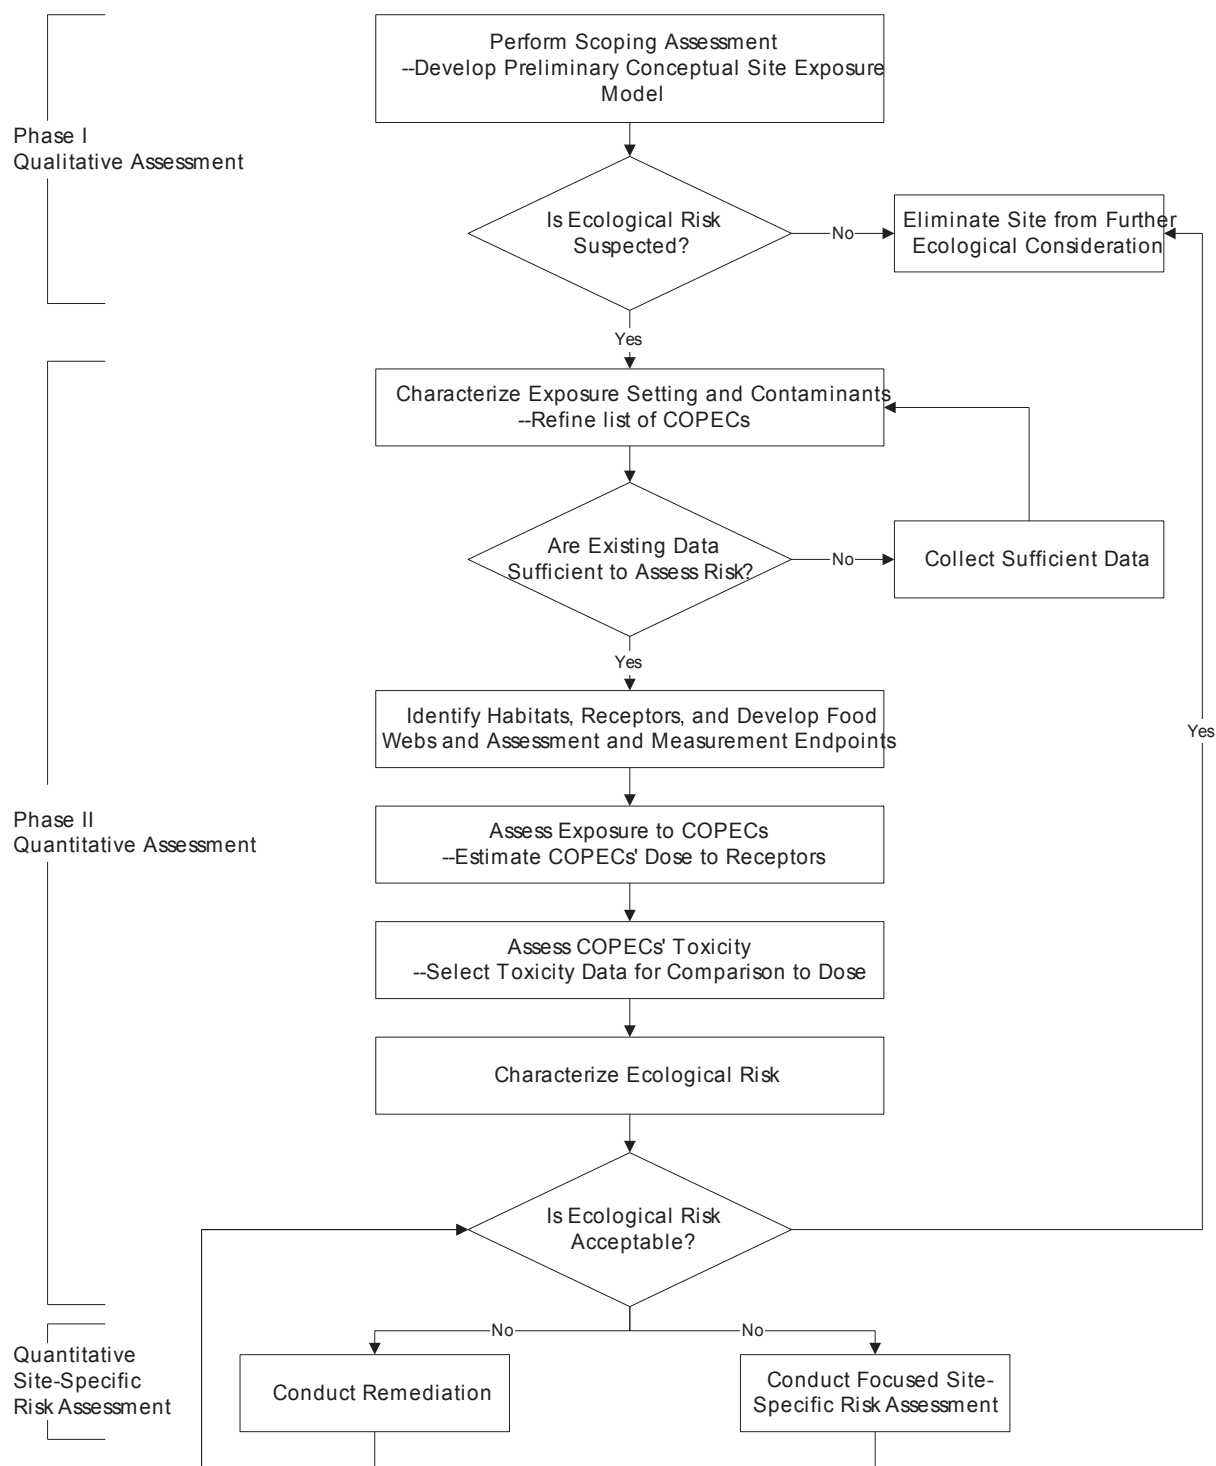 Perform Scoping Assessment
--Develop Preliminary Conceptual Site Exposure
Model
Phase I
Qualitative Assessment
Is Ecological Risk
Suspected?
No
Eliminate Site from Further
Ecological Consideration
Yes
Characterize Exposure Setting and Contaminants
--Refine list of COPECs
Are Existing Data
Sufficient to Assess Risk?
No
Collect Sufficient Data
Yes
Identify Habitats, Receptors, and Develop Food
Webs and Assessment and Measurement Endpoints
Yes
Phase II
Quantitative Assessment
Assess Exposure to COPECs
--Estimate COPECs' Dose to Receptors
Assess COPECs' Toxicity
--Select Toxicity Data for Comparison to Dose
Characterize Ecological Risk
Is Ecological Risk
Acceptable?
No
No
Quantitative
Site-Specific
Risk Assessment
Conduct Remediation
Conduct Focused Site-
Specific Risk Assessment